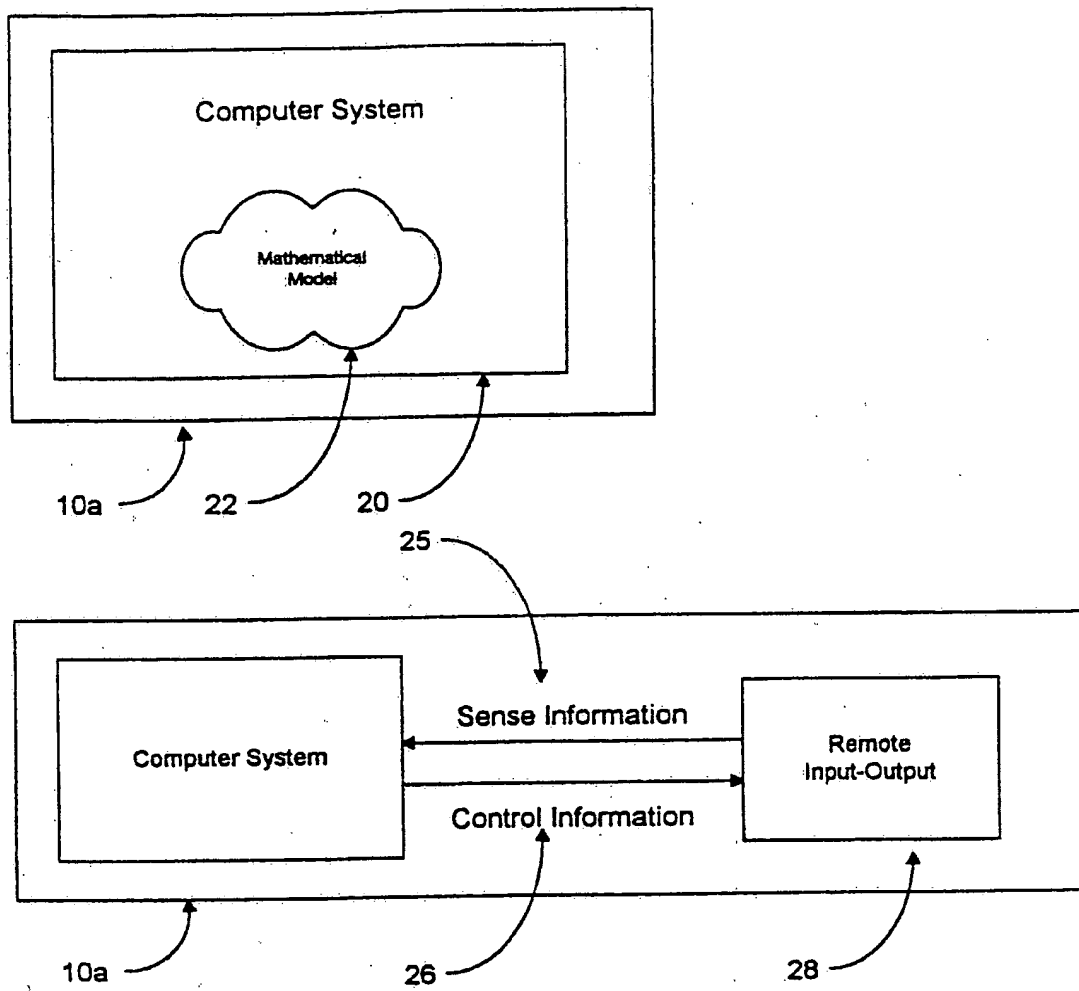 Computer System
Mathematical
Model
10a
22
20
25
Computer System
Sense Information
Control Information
Remote
Input-Output
10a
26
28